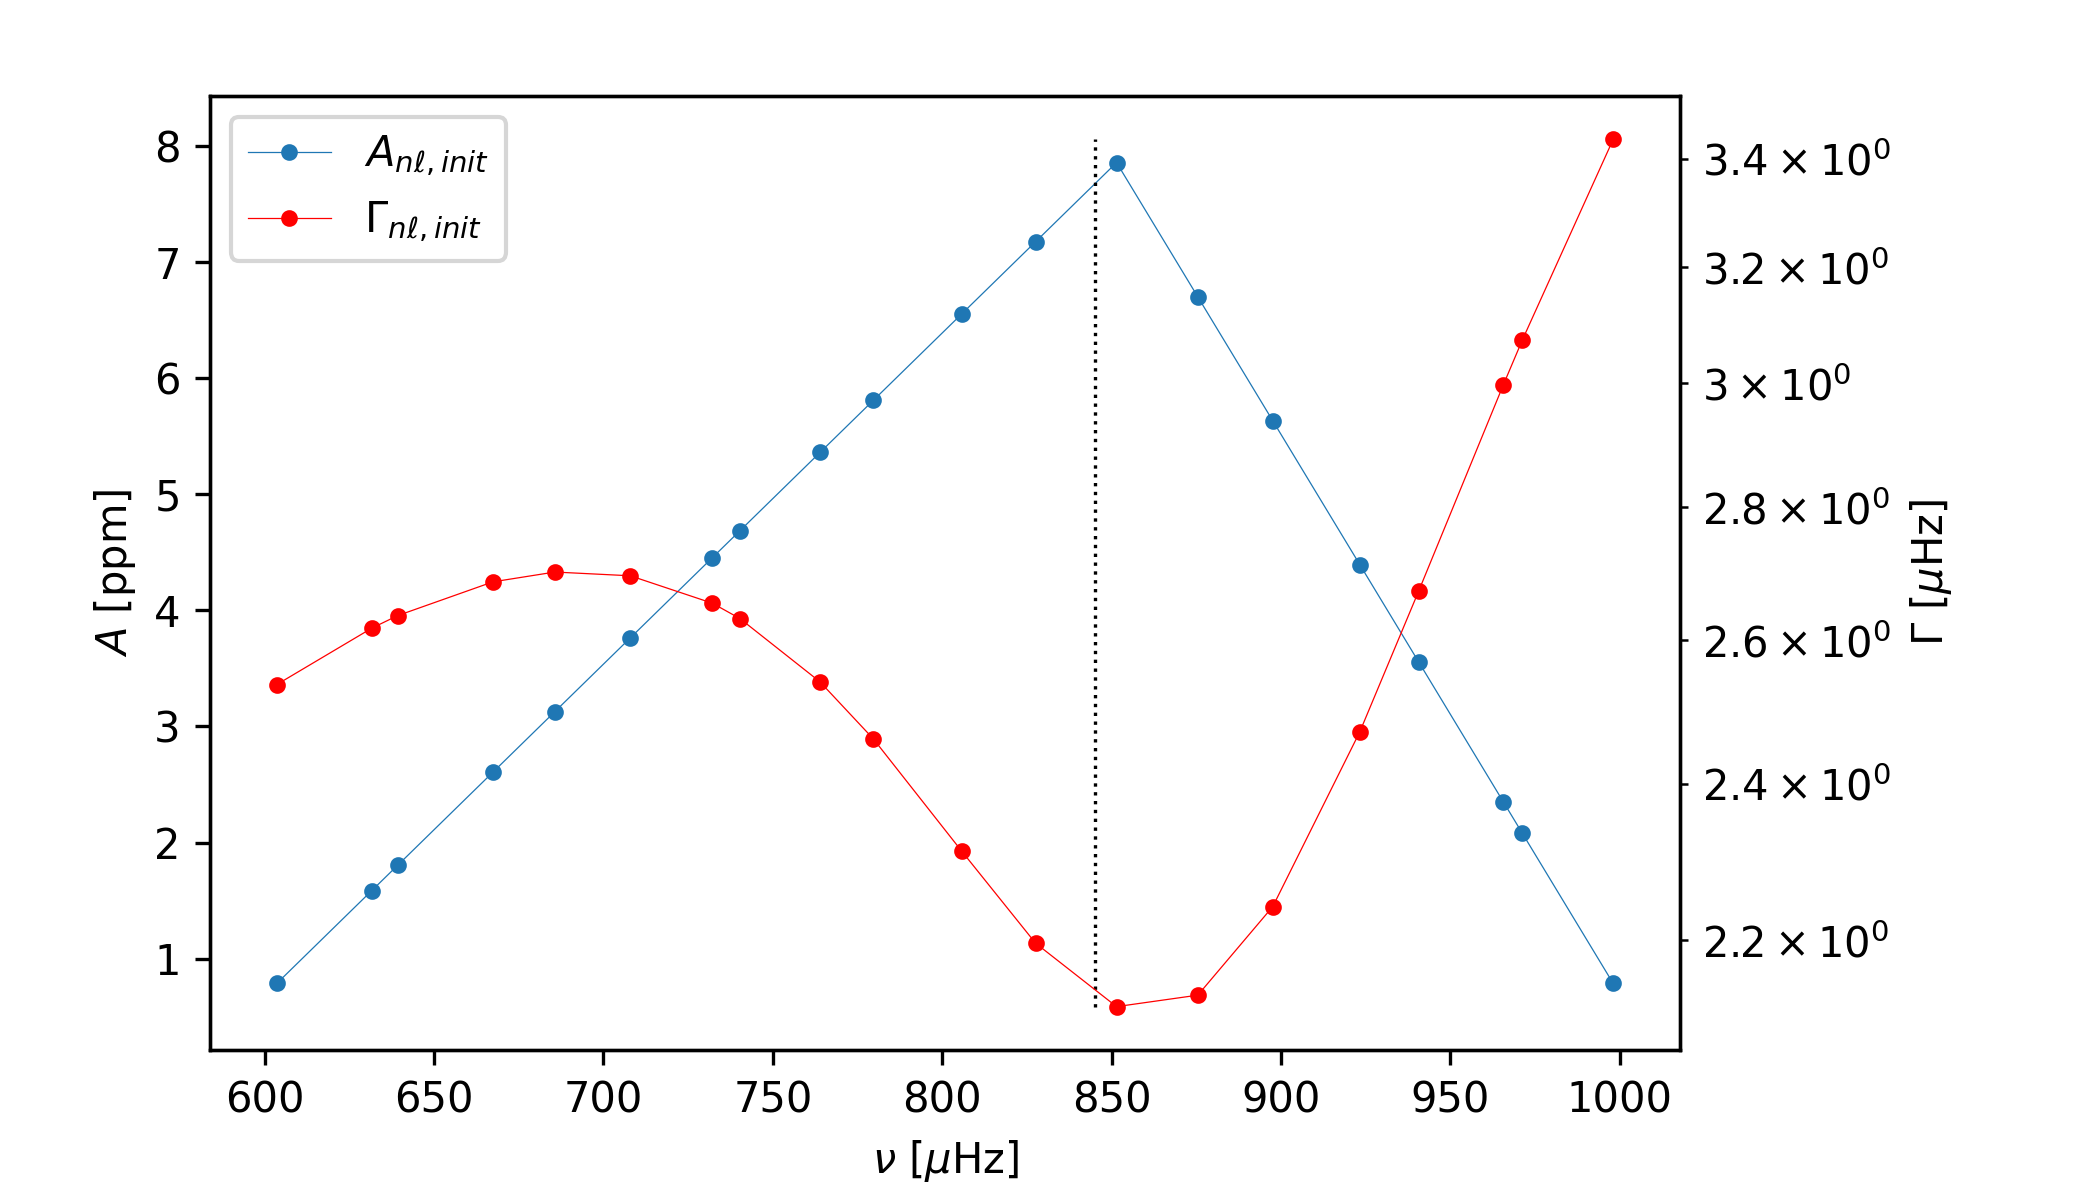 A_{nℓ, init}
Γ_{nℓ, init}
8
7
6
5
4
3
2
1
A [ppm]
3.4 × 10⁰
3.2 × 10⁰
3 × 10⁰
2.8 × 10⁰
2.6 × 10⁰
2.4 × 10⁰
2.2 × 10⁰
Γ [μHz]
600 650 700 750 800 850 900 950 1000
ν [μHz]